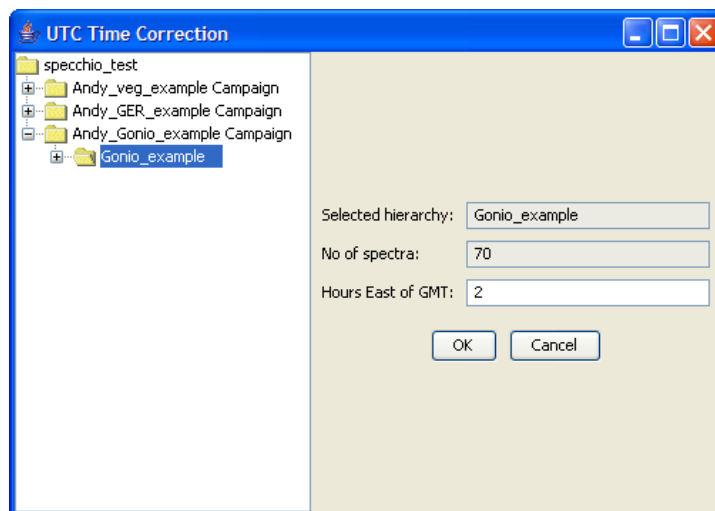 UTC Time Correction
specchio_test
Andy_veg_example Campaign
Andy_GER_example Campaign
Andy_Gonio_example Campaign
Gonio_example
Selected hierarchy: Gonio_example
No of spectra: 70
Hours East of GMT: 2
OK Cancel